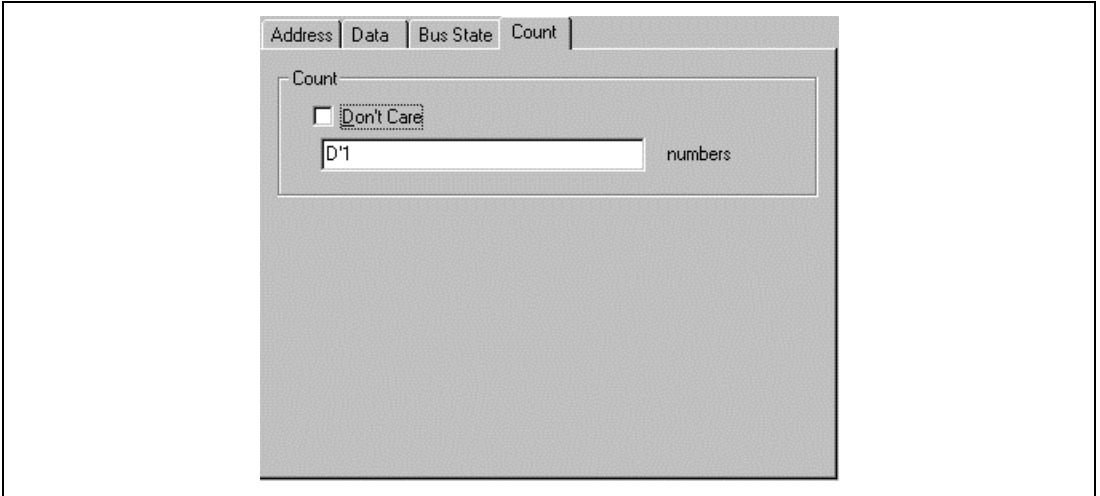 Address Data Bus State Count
Count
Don't Care
D'1 numbers